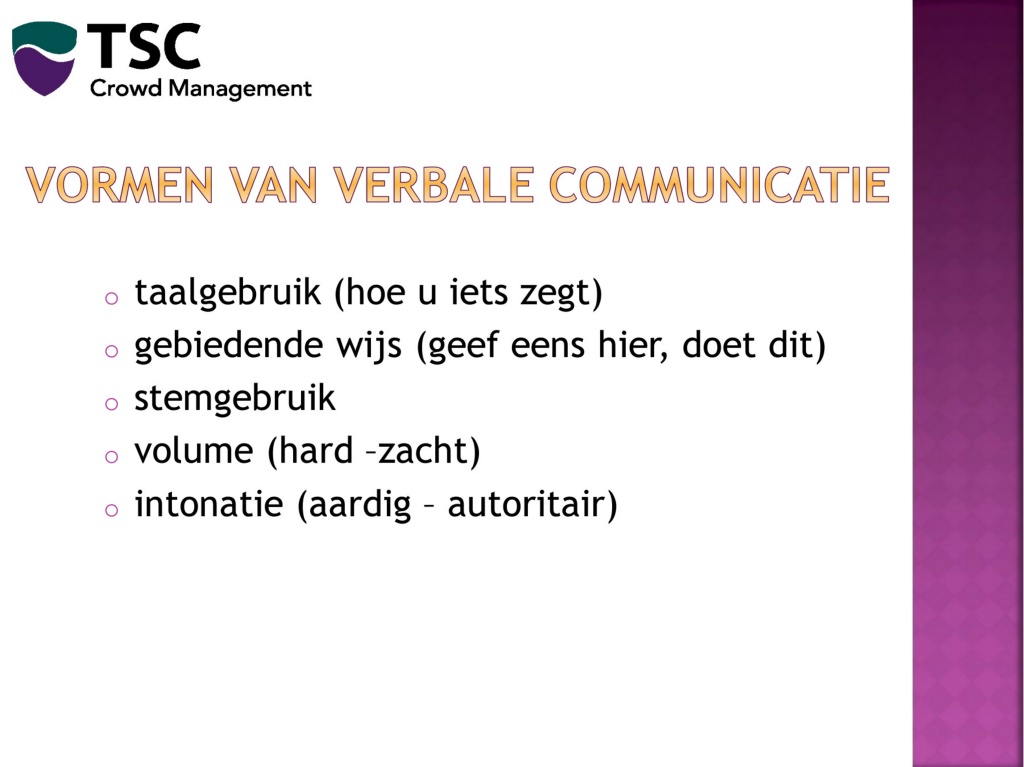 TSC
Crowd Management
VORMEN VAN VERBALE COMMUNICATIE
o taalgebruik (hoe u iets zegt)
o gebiedende wijs (geef eens hier, doet dit)
o stemgebruik
o volume (hard –zacht)
o intonatie (aardig – autoritair)